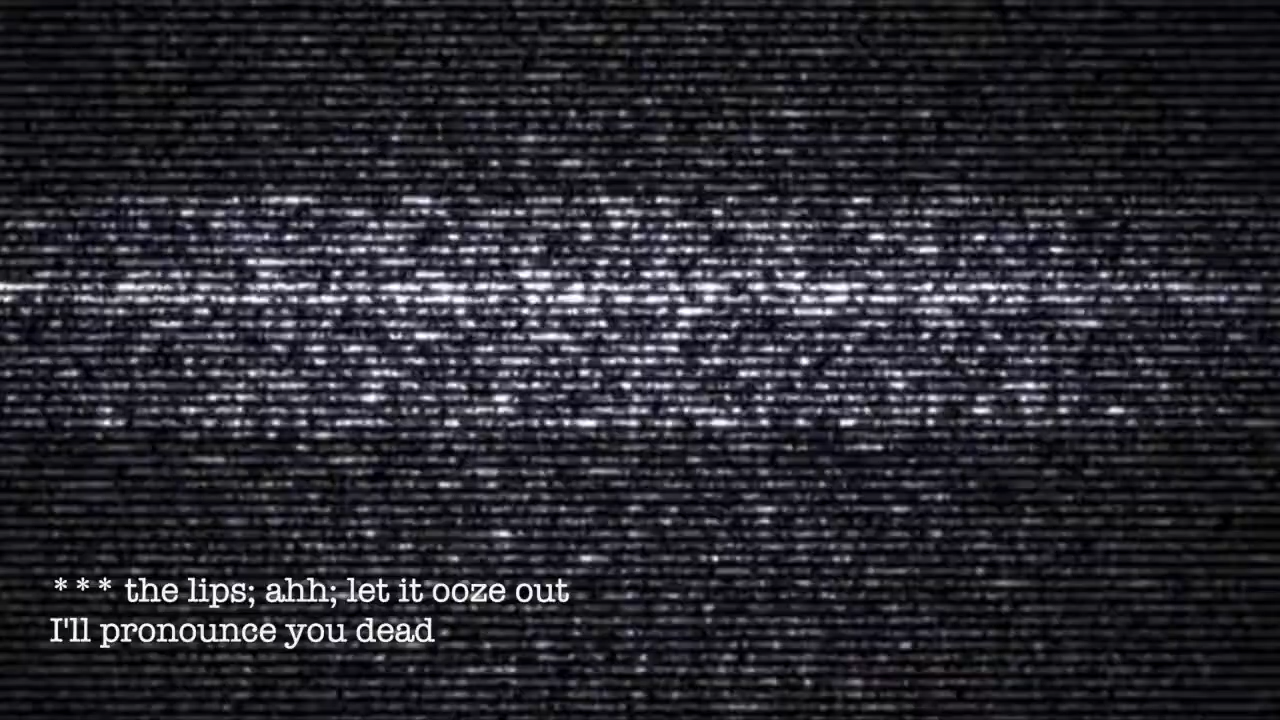 * * * the lips; ahh; let it ooze out
I'll pronounce you dead